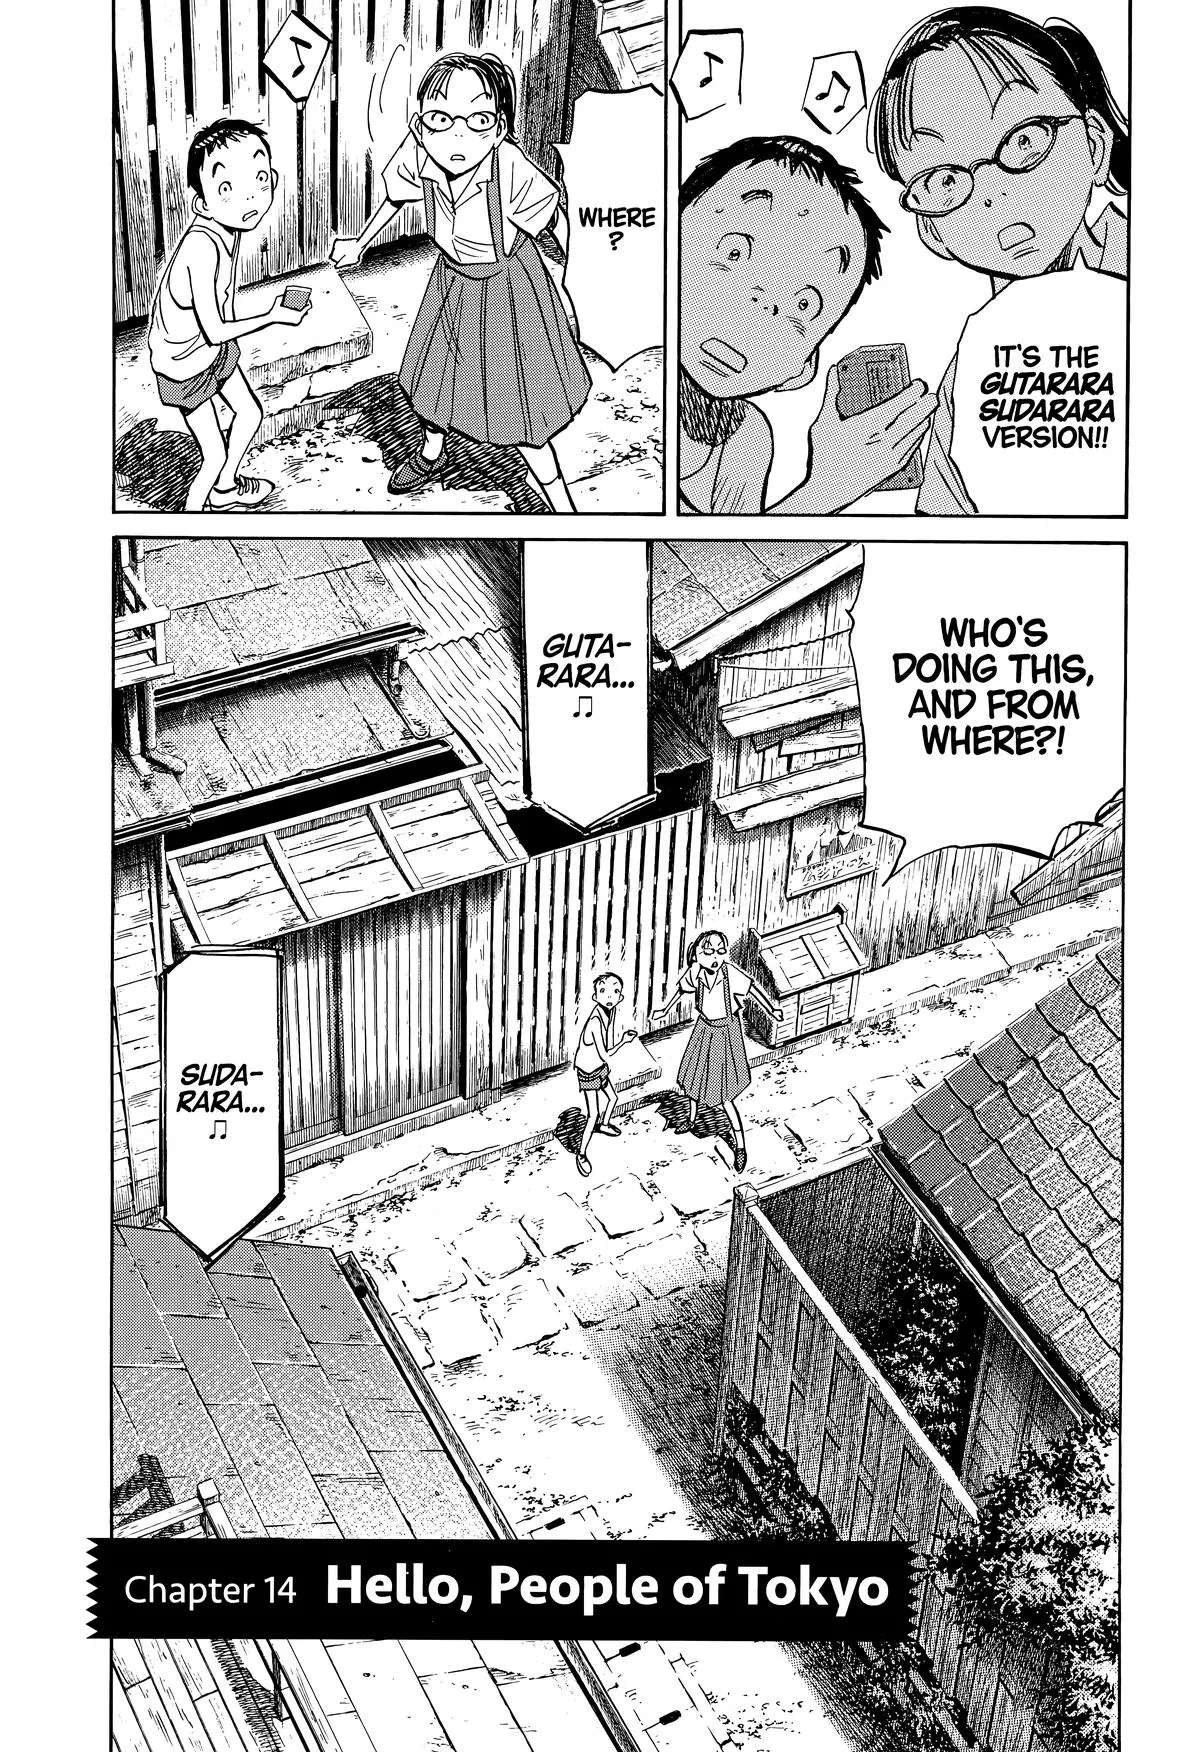 WHERE
?
IT'S THE
GUTARARA
SUDARARA
VERSION!!
WHO'S
DOING THIS,
AND FROM
WHERE?!
GUTA-
RARA...
♫
SUDA-
RARA...
♫
Chapter 14 Hello, People of Tokyo